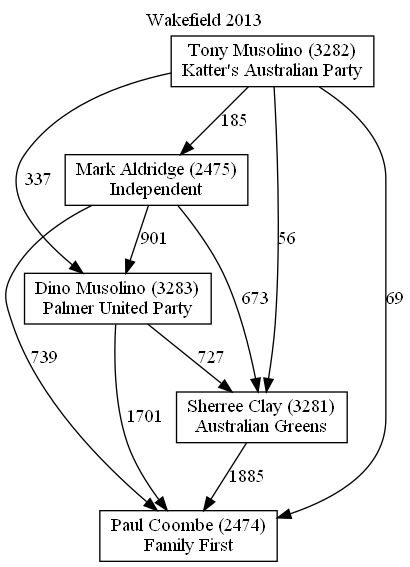 Wakefield 2013
Tony Musolino (3282)
Katter's Australian Party
185
Mark Aldridge (2475)
Independent
337
901
56
69
Dino Musolino (3283)
Palmer United Party
673
739
727
Sherree Clay (3281)
Australian Greens
1701
1885
Paul Coombe (2474)
Family First